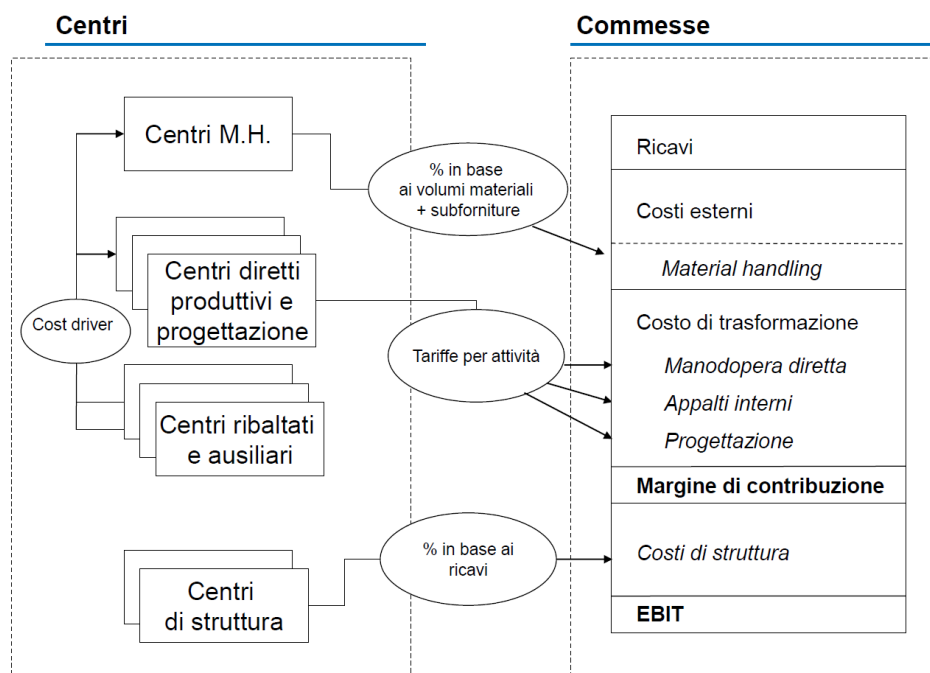 Centri
Commesse
Centri M.H.
% in base
ai volumi materiali
+ subforniture
Centri diretti
produttivi e
progettazione
Cost driver
Tariffe per attività
Centri ribaltati
e ausiliari
Centri
di struttura
% in base ai
ricavi
Ricavi
Costi esterni
Material handling
Costo di trasformazione
Manodopera diretta
Appalti interni
Progettazione
Margine di contribuzione
Costi di struttura
EBIT